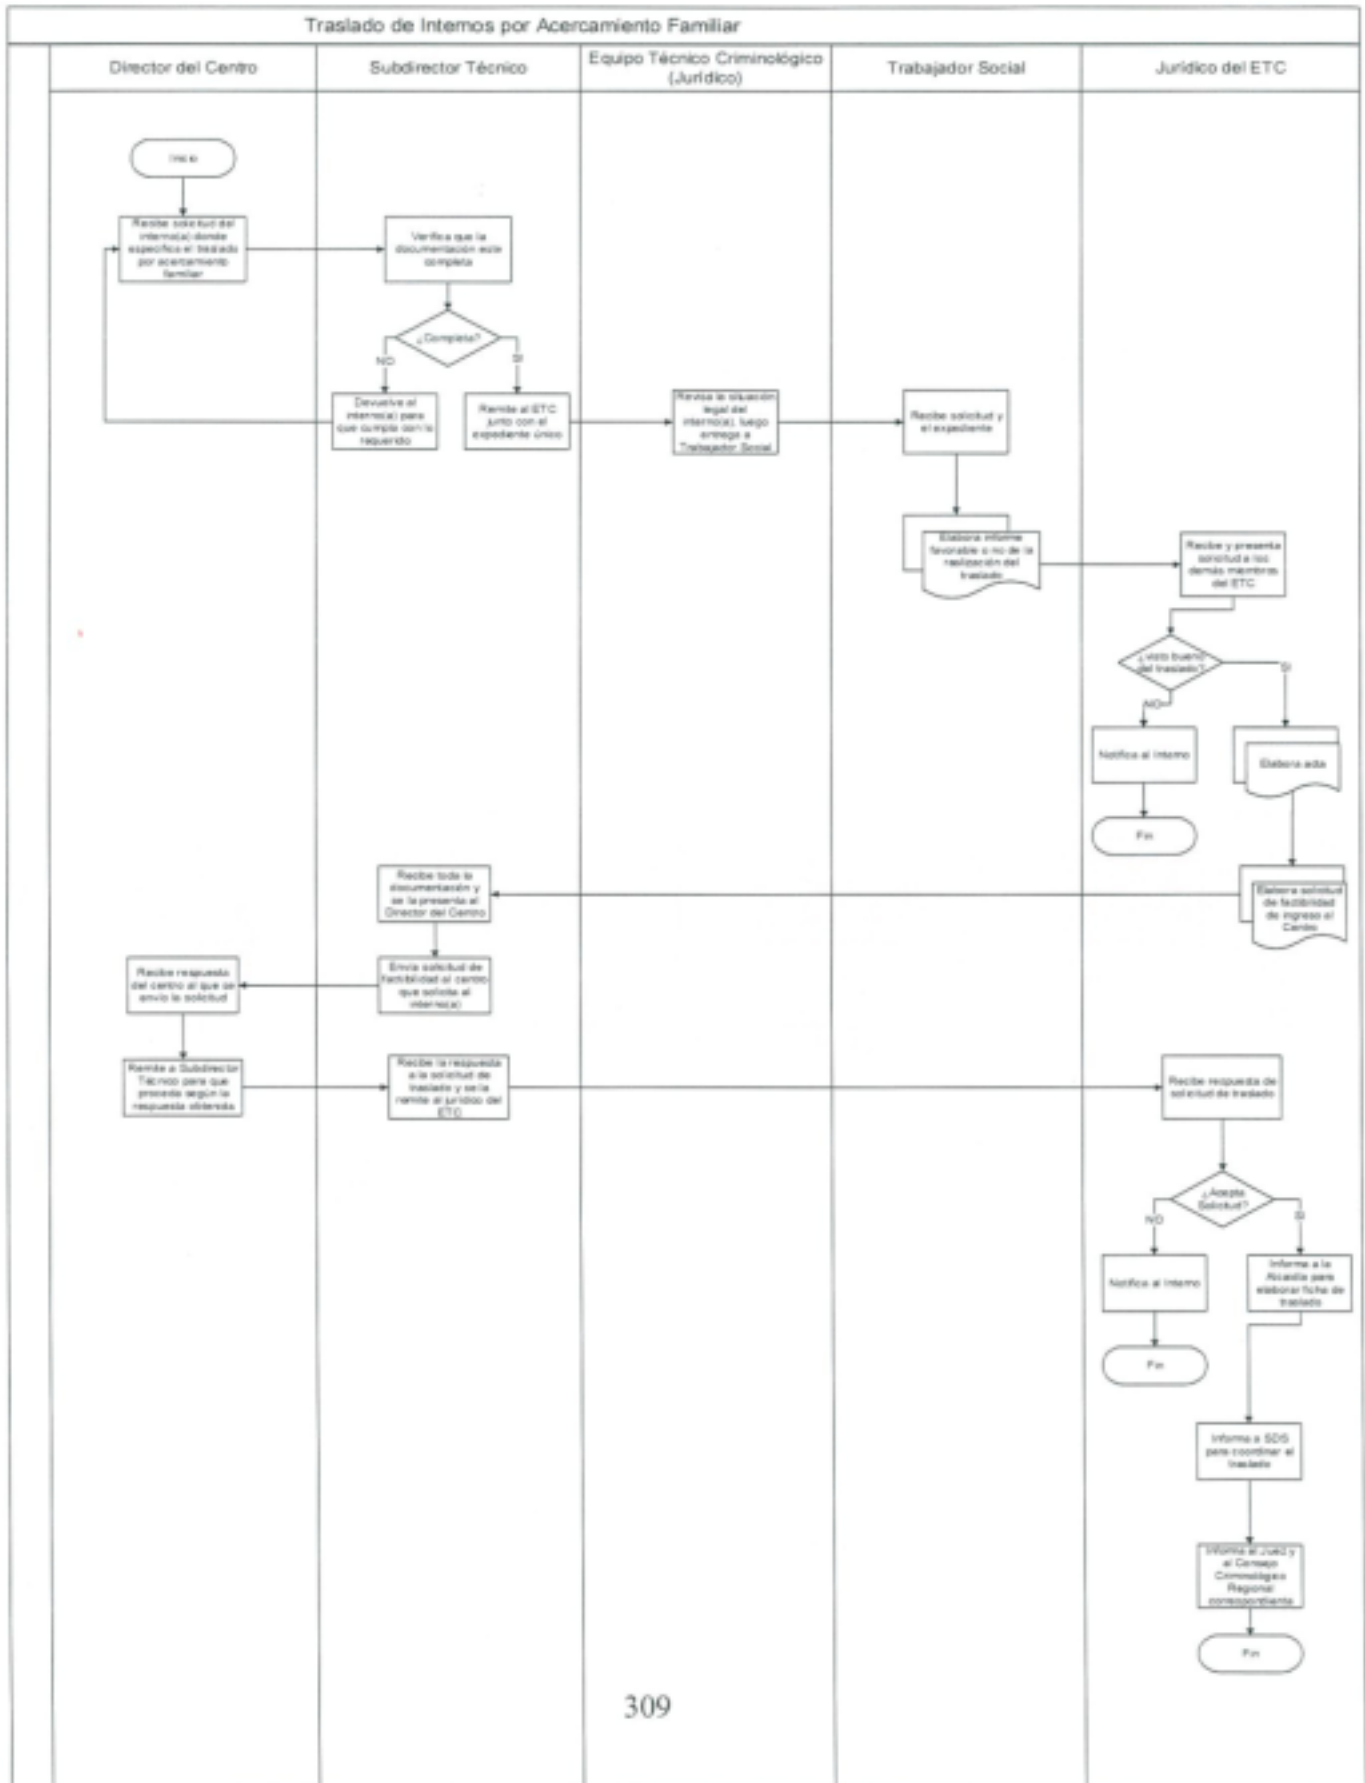 Traslado de Internos por Acercamiento Familiar
Director del Centro
Subdirector Técnico
Equipo Técnico Criminológico
(Jurídico)
Trabajador Social
Jurídico del ETC
Inicio
Recibe solicitud del
interno(a) donde
especifica el traslado
por acercamiento
familiar
Verifica que la
documentación este
completa
¿Completa?
NO
SI
Devuelve al
interno(a) para
que cumpla con lo
requerido
Remite al ETC
junto con el
expediente único
Revisa la situación
legal del
interno(a), luego
entrega a
Trabajador Social
Recibe solicitud y
el expediente
Elabora informe
favorable o no de la
realización del
traslado
Recibe y presenta
solicitud a los
demás miembros
del ETC
¿visto bueno
del traslado?
NO
SI
Notifica al Interno
Elabora acta
Fin
Elabora solicitud
de factibilidad
de ingreso al
Centro
Recibe toda la
documentación y
se la presenta al
Director del Centro
Envía solicitud de
factibilidad al centro
que solicita el
interno(a)
Recibe respuesta
del centro al que se
envío la solicitud
Remite a Subdirector
Técnico para que
proceda según la
respuesta obtenida
Recibe la respuesta
a la solicitud de
traslado y se la
remite al jurídico del
ETC
Recibe respuesta de
solicitud de traslado
¿Acepta
Solicitud?
NO
SI
Notifica al Interno
Informa a la
Alcaidía para
elaborar ficha de
traslado
Fin
Informa a SDS
para coordinar el
traslado
Informa al Juez y
al Consejo
Criminológico
Regional
correspondiente
Fin
309